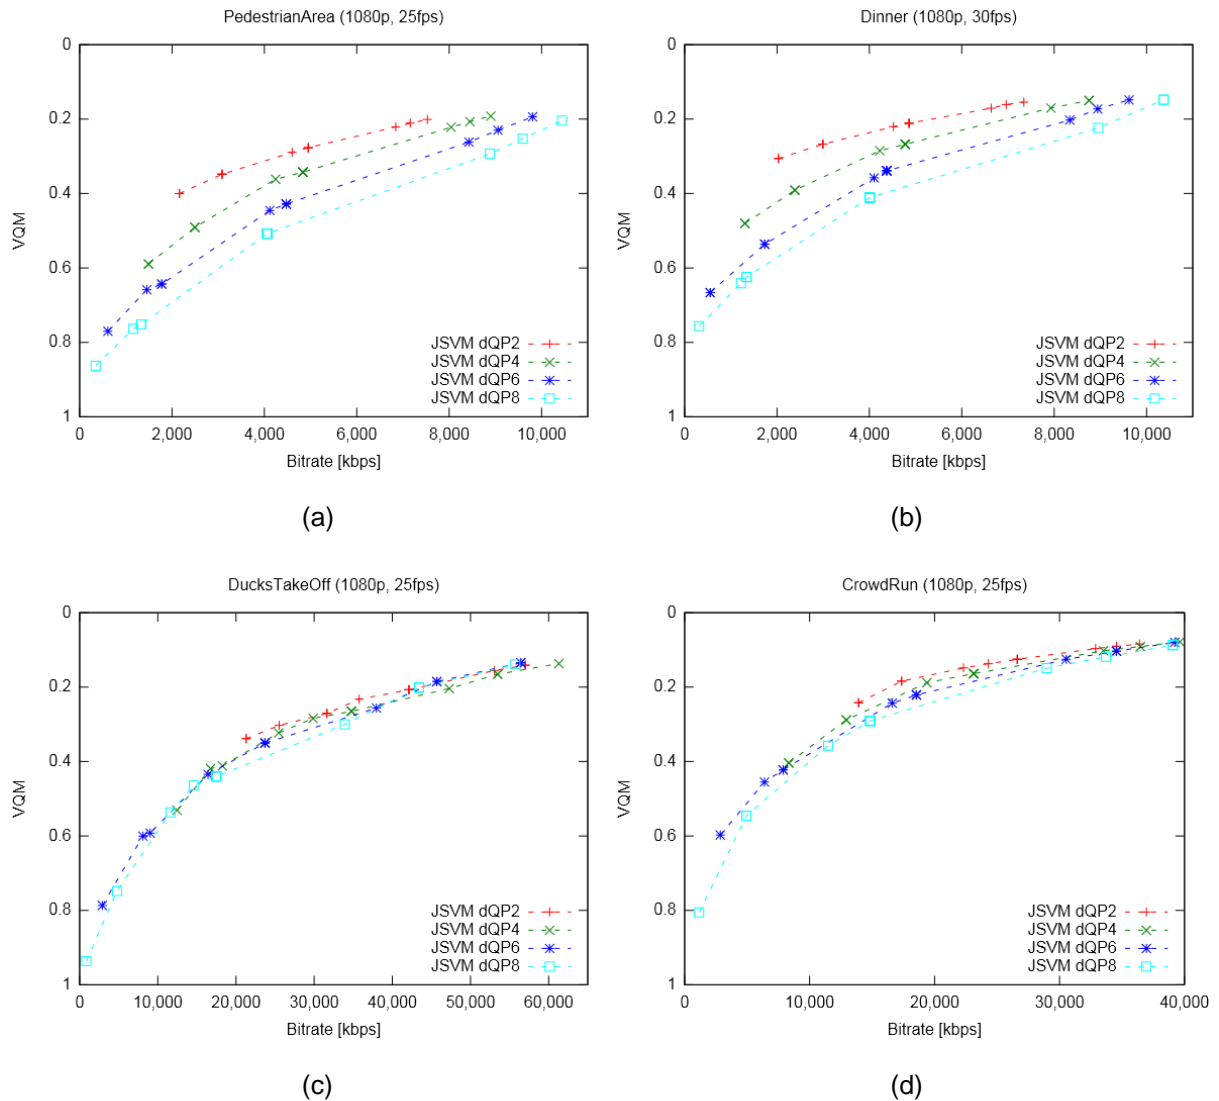 PedestrianArea (1080p, 25fps)
0
0.2
0.4
0.6
0.8
1
VQM
0 2,000 4,000 6,000 8,000 10,000
Bitrate [kbps]
JSVM dQP2
JSVM dQP4
JSVM dQP6
JSVM dQP8
(a)
Dinner (1080p, 30fps)
0
0.2
0.4
0.6
0.8
1
VQM
0 2,000 4,000 6,000 8,000 10,000
Bitrate [kbps]
JSVM dQP2
JSVM dQP4
JSVM dQP6
JSVM dQP8
(b)
DucksTakeOff (1080p, 25fps)
0
0.2
0.4
0.6
0.8
1
VQM
0 10,000 20,000 30,000 40,000 50,000 60,000
Bitrate [kbps]
JSVM dQP2
JSVM dQP4
JSVM dQP6
JSVM dQP8
(c)
CrowdRun (1080p, 25fps)
0
0.2
0.4
0.6
0.8
1
VQM
0 10,000 20,000 30,000 40,000
Bitrate [kbps]
JSVM dQP2
JSVM dQP4
JSVM dQP6
JSVM dQP8
(d)